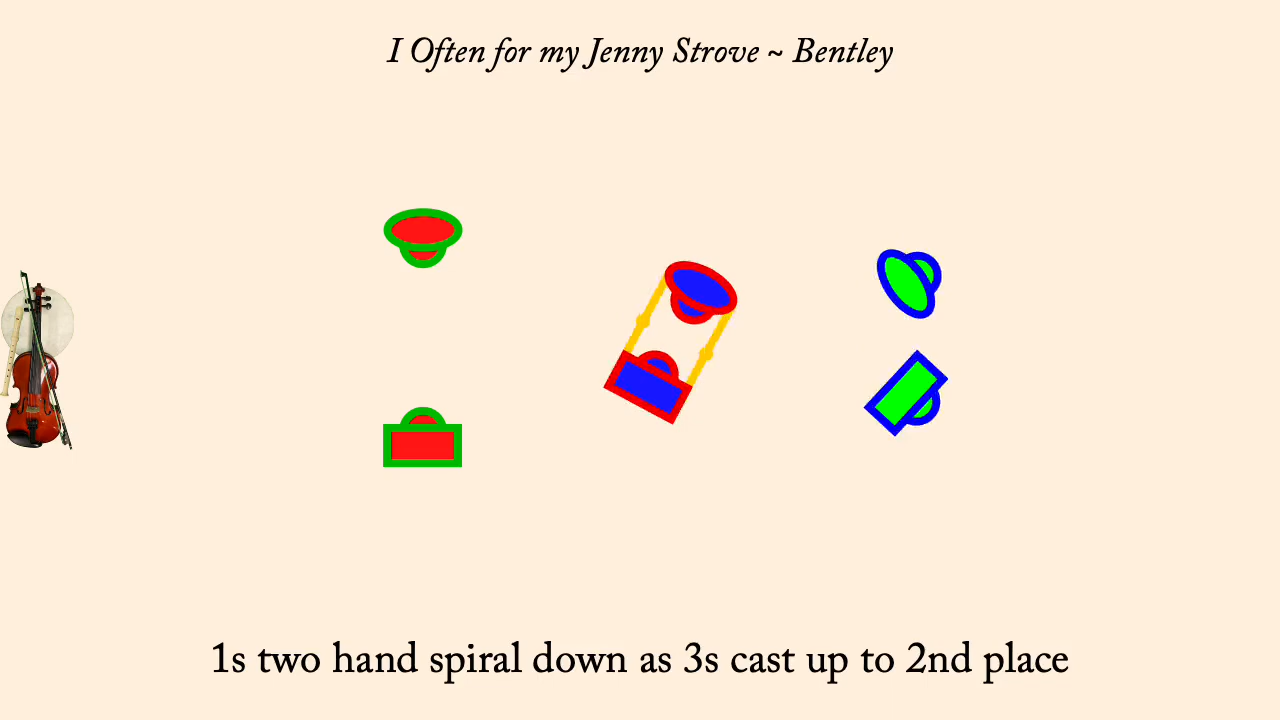 I Often for my Jenny Strove ~ Bentley
1s two hand spiral down as 3s cast up to 2nd place